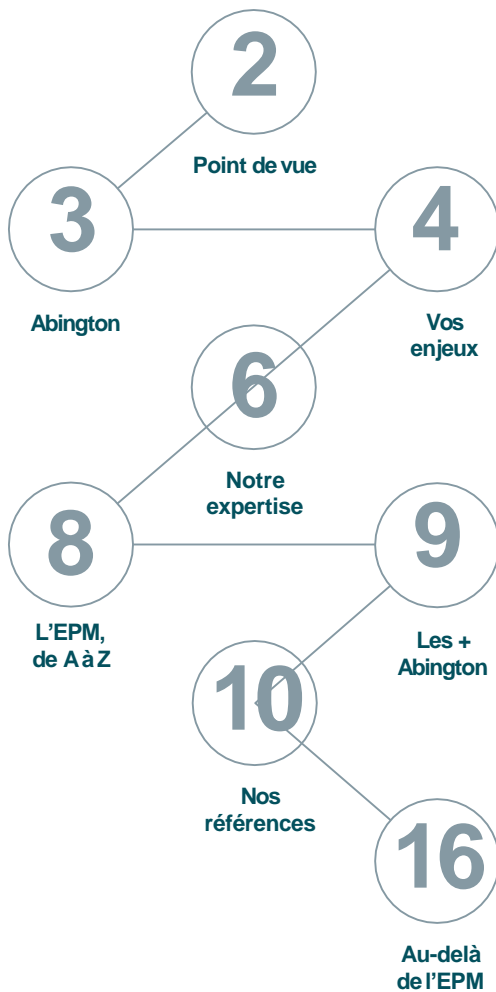 2
Point de vue
3
Abington
4
Vos
enjeux
6
Notre
expertise
8
L’EPM,
de A à Z
9
Les +
Abington
10
Nos
références
16
Au-delà
de l’EPM